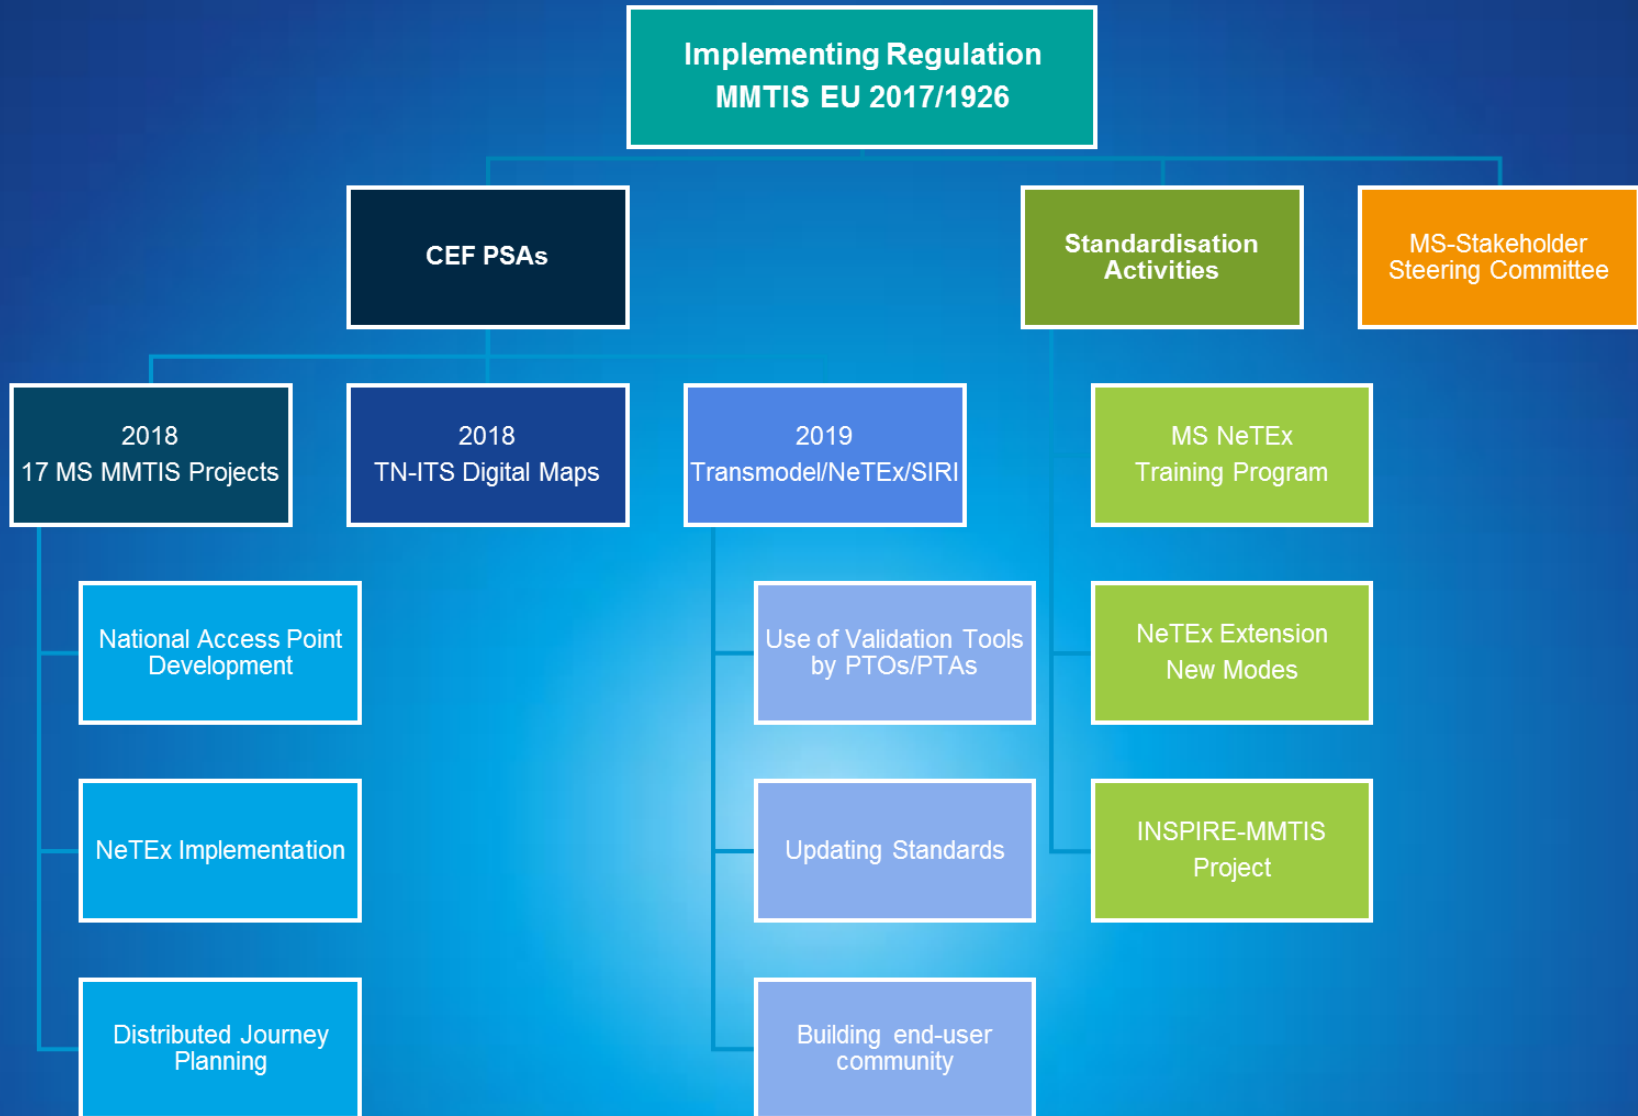 Implementing Regulation
MMTIS EU 2017/1926
CEF PSAs
Standardisation
Activities
MS-Stakeholder
Steering Committee
2018
17 MS MMTIS Projects
2018
TN-ITS Digital Maps
2019
Transmodel/NeTEx/SIRI
MS NeTEx
Training Program
National Access Point
Development
Use of Validation Tools
by PTOs/PTAs
NeTEx Extension
New Modes
NeTEx Implementation
Updating Standards
INSPIRE-MMTIS
Project
Distributed Journey
Planning
Building end-user
community